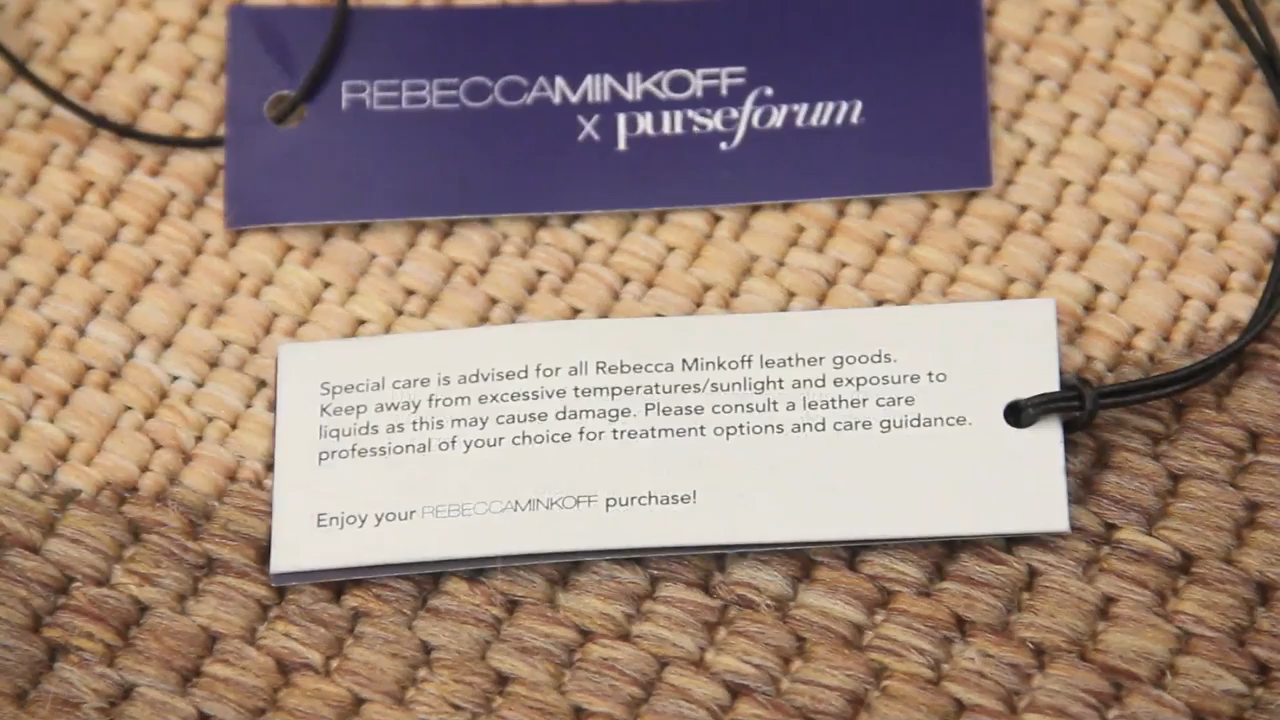 REBECCAMINKOFF
x purseforum
Special care is advised for all Rebecca Minkoff leather goods.
Keep away from excessive temperatures/sunlight and exposure to
liquids as this may cause damage. Please consult a leather care
professional of your choice for treatment options and care guidance.
Enjoy your REBECCAMINKOFF purchase!